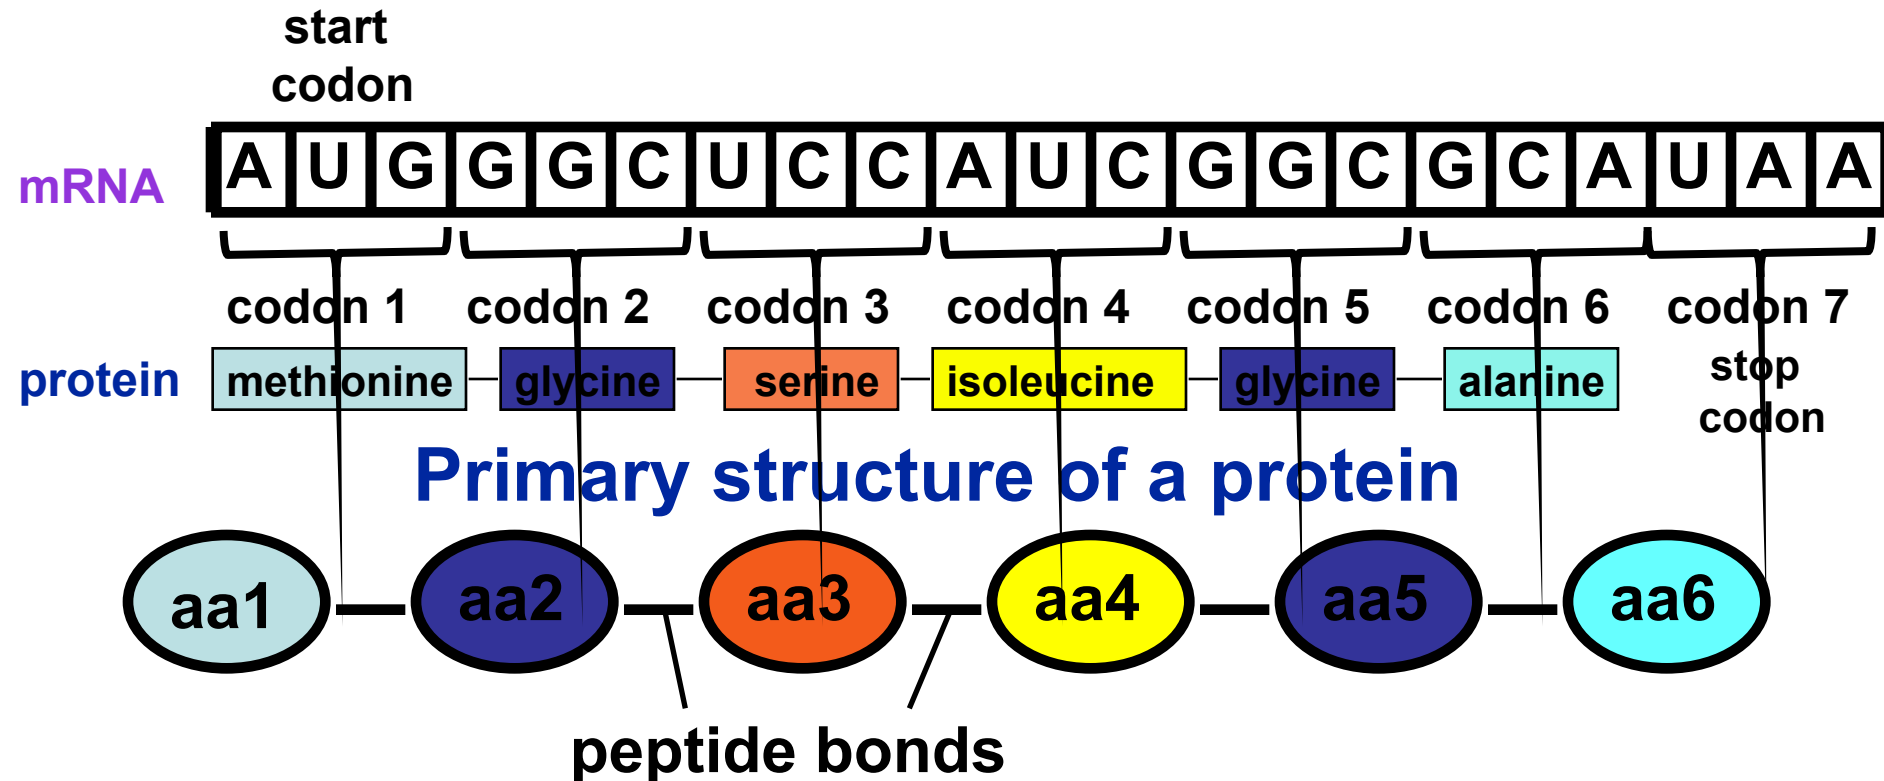 start
codon
mRNA A U G G G C U C C A U C G G C G C A U A A
codon 1 codon 2 codon 3 codon 4 codon 5 codon 6 codon 7
protein methionine glycine serine isoleucine glycine alanine stop
codon
Primary structure of a protein
aa1 aa2 aa3 aa4 aa5 aa6
peptide bonds